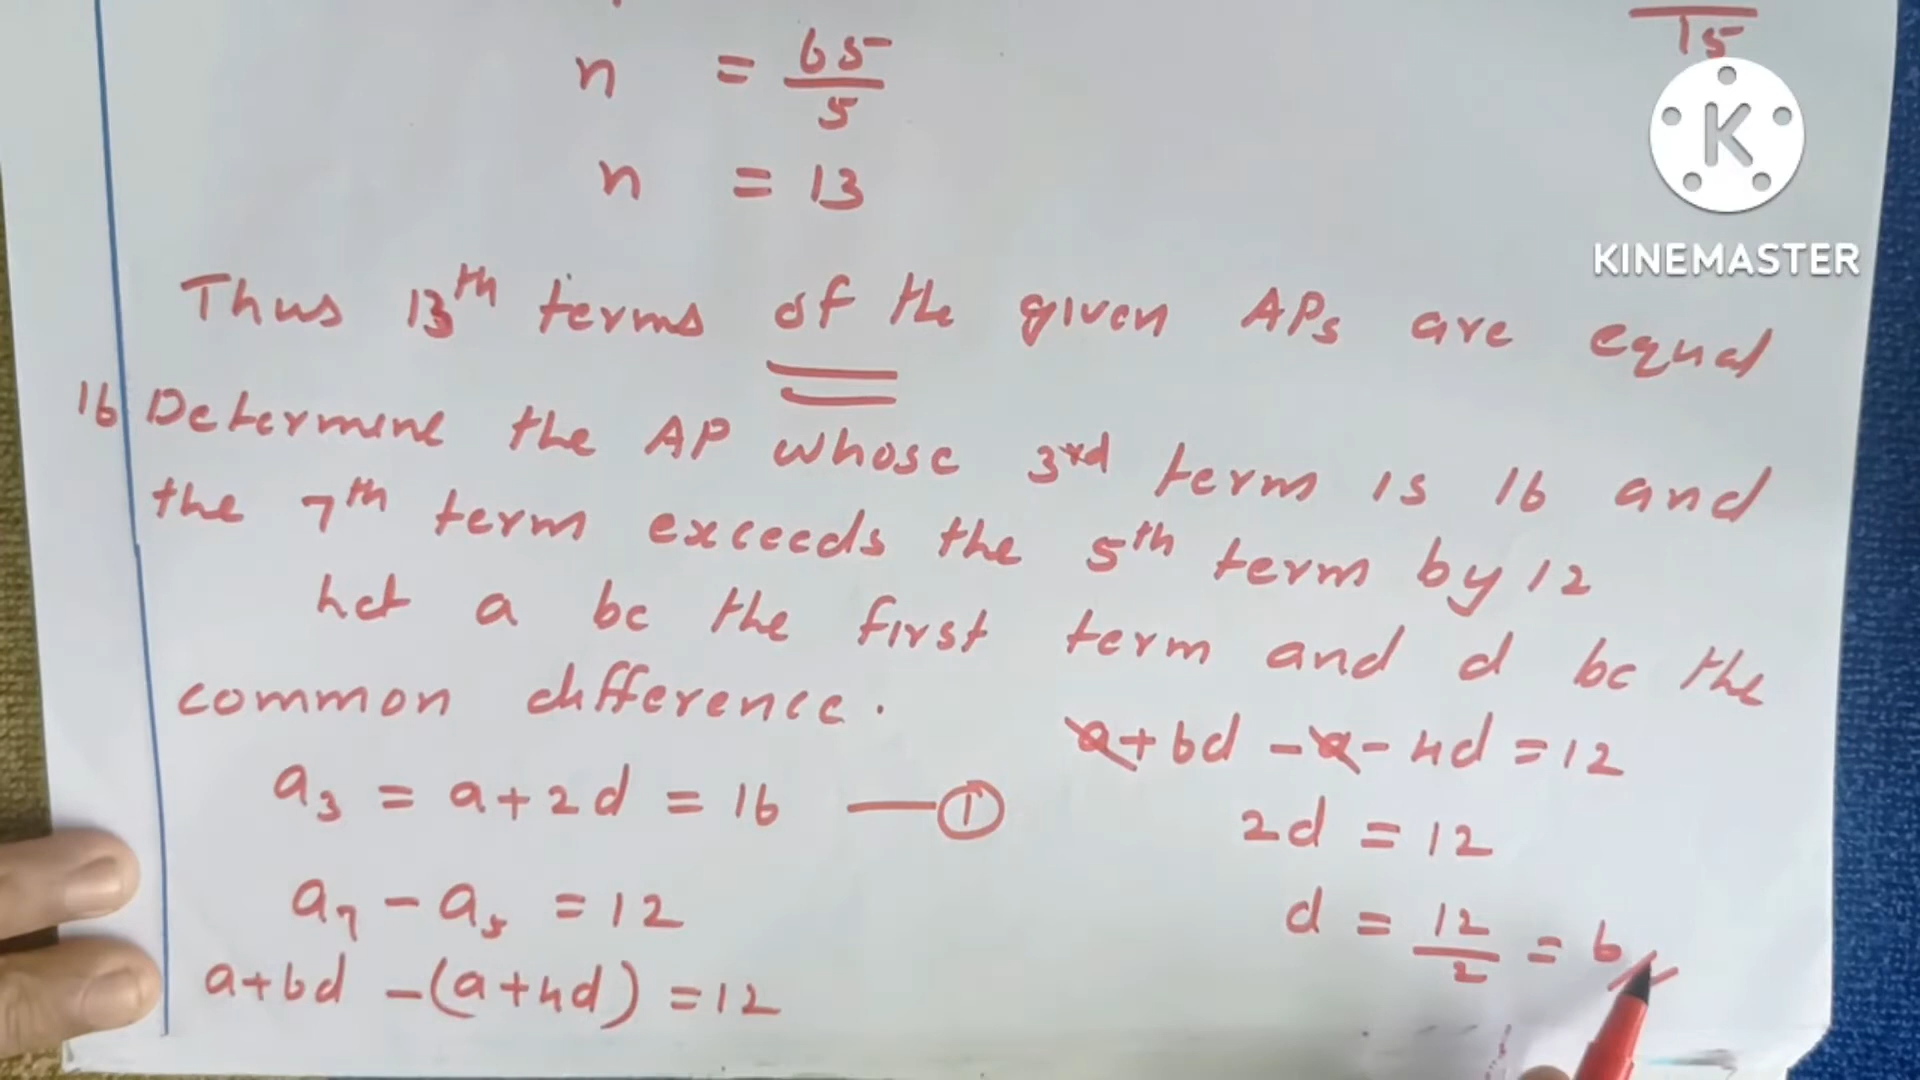 15
n = 65/5
n = 13
KINEMASTER
Thus 13th terms of the given APs are equal
16 Determine the AP whose 3rd term is 16 and
the 7th term exceeds the 5th term by 12
Let a be the first term and d be the
common difference.
a₃ = a+2d = 16 —①
a₇ - a₅ = 12
a+6d -(a+4d) = 12
a+6d -a-4d = 12
2d = 12
d = 12/2 = 6